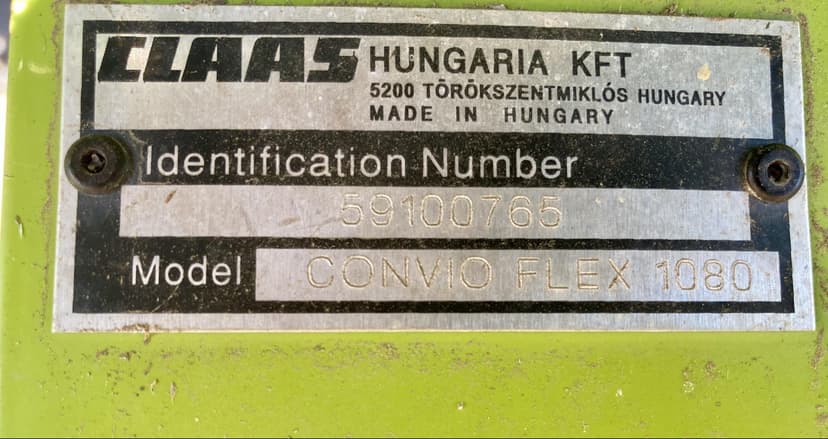 CLAAS HUNGARIA KFT
5200 TÖRÖKSZENTMIKLÓS HUNGARY
MADE IN HUNGARY
Identification Number
59100765
Model CONVIO FLEX 1080